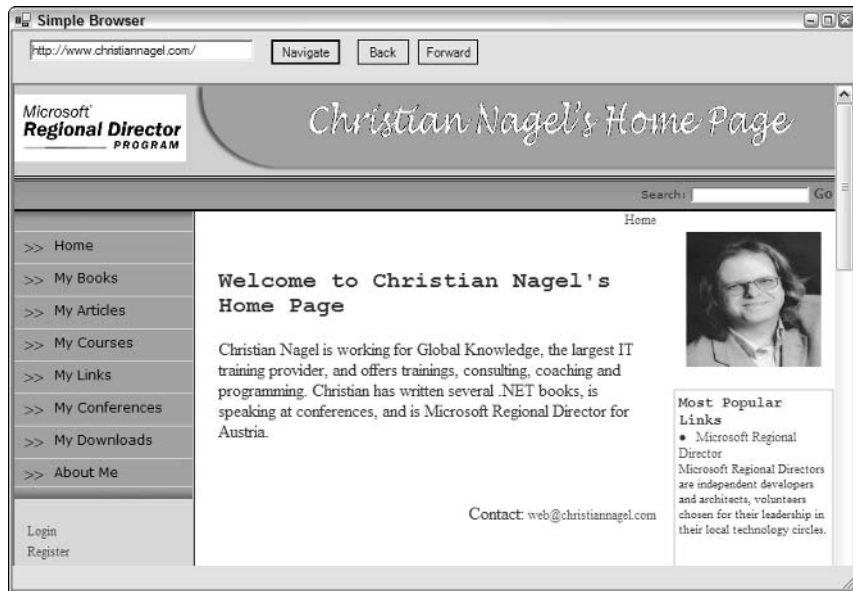 Simple Browser
http://www.christiannagel.com/
Navigate
Back
Forward
Microsoft
Regional Director
PROGRAM
Christian Nagel's Home Page
Search:
Go
Home
>> Home
>> My Books
>> My Articles
>> My Courses
>> My Links
>> My Conferences
>> My Downloads
>> About Me
Login
Register
Welcome to Christian Nagel's
Home Page
Christian Nagel is working for Global Knowledge, the largest IT
training provider, and offers trainings, consulting, coaching and
programming. Christian has written several .NET books, is
speaking at conferences, and is Microsoft Regional Director for
Austria.
Contact: web@christiannagel.com
Most Popular
Links
● Microsoft Regional
Director
Microsoft Regional Directors
are independent developers
and architects, volunteers
chosen for their leadership in
their local technology circles.